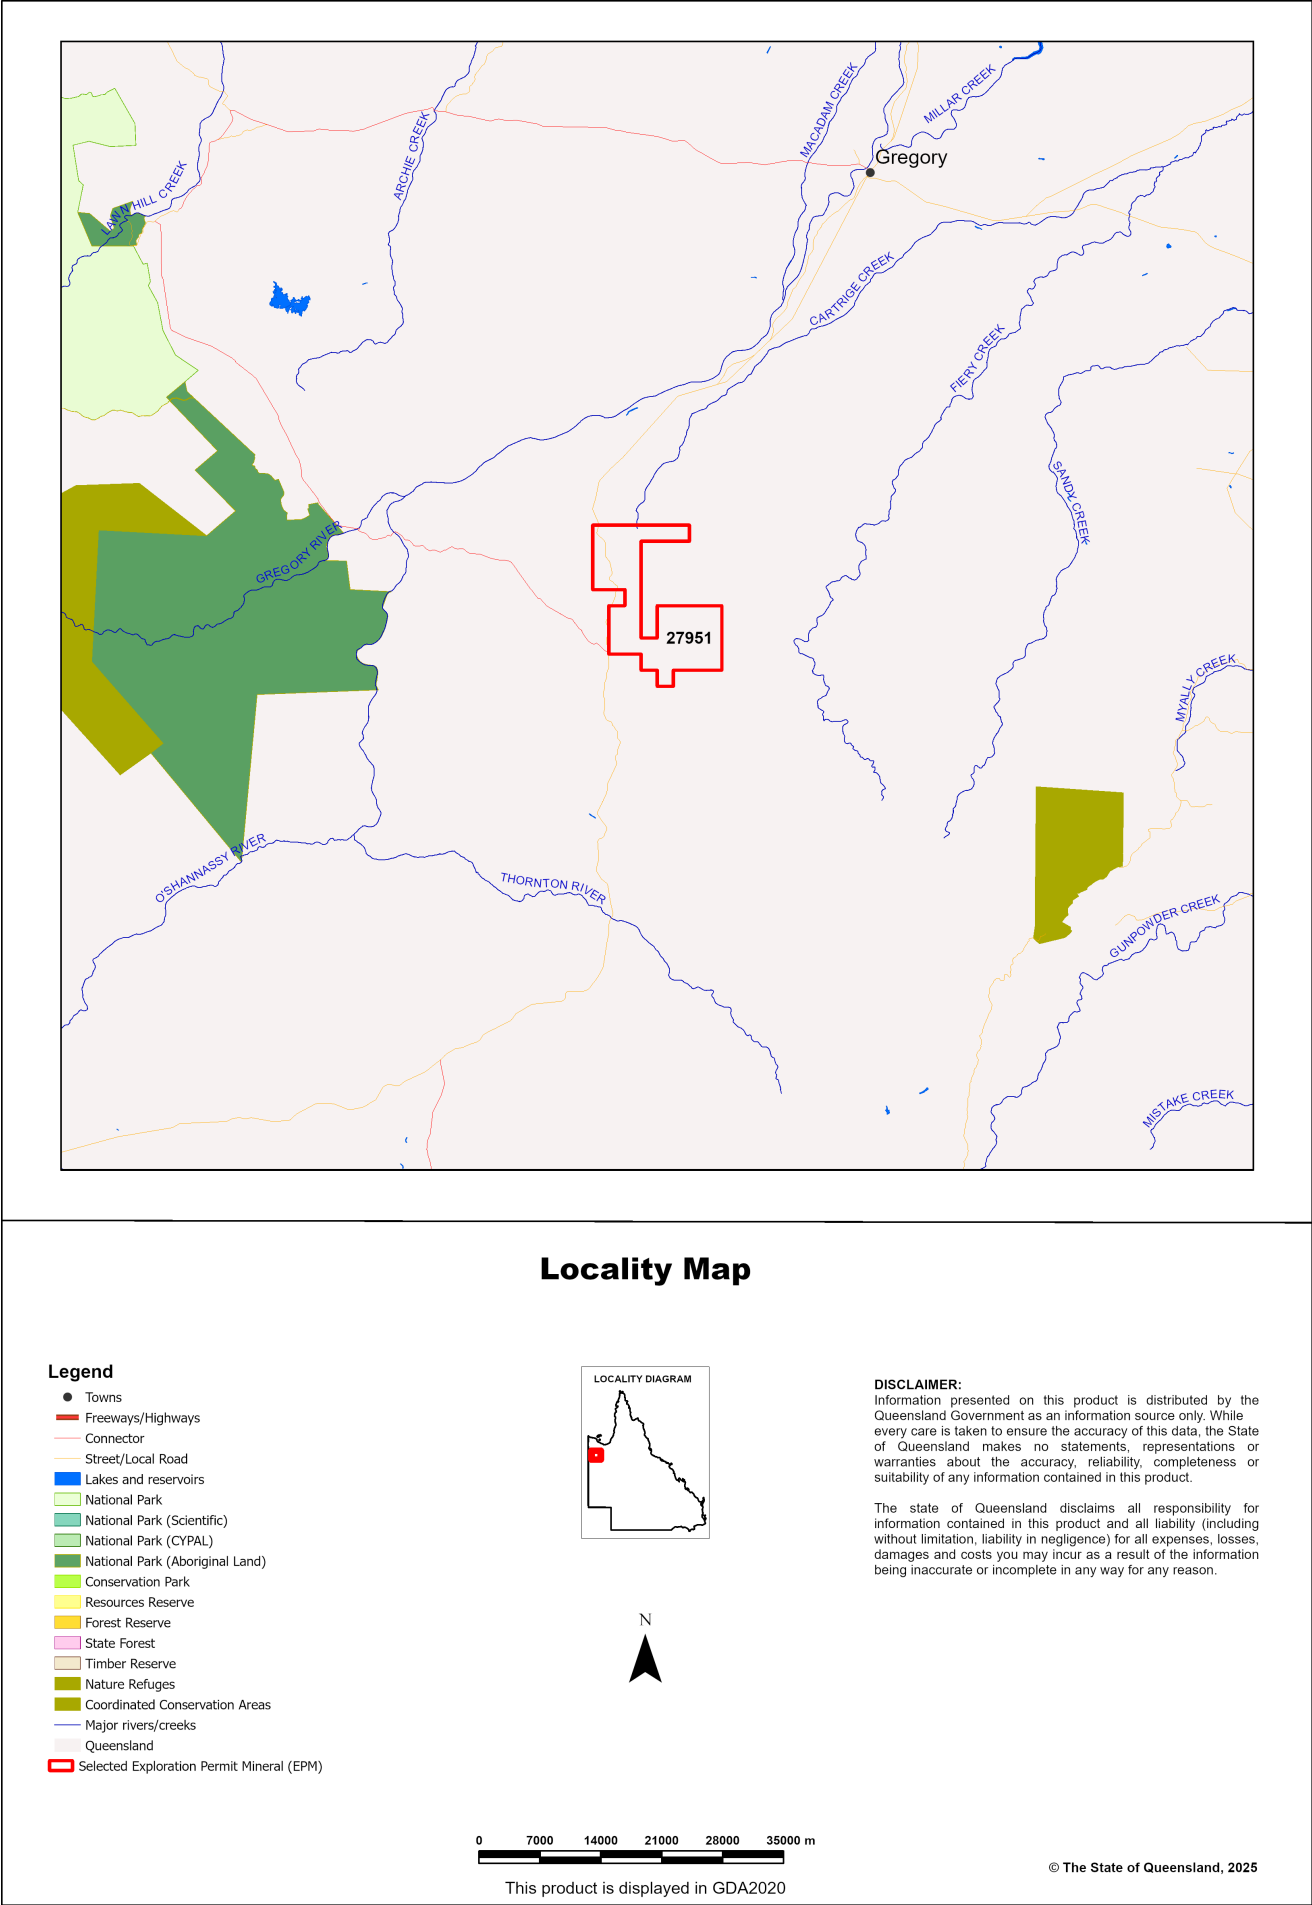 MACADAM CREEK
MILLAR CREEK
Gregory
ARCHIE CREEK
LAWN HILL CREEK
CARTRIGE CREEK
FIERY CREEK
SANDY CREEK
GREGORY RIVER
27951
MYALLY CREEK
O'SHANNASSY RIVER
THORNTON RIVER
GUNPOWDER CREEK
MISTAKE CREEK
Locality Map
Legend
Towns
Freeways/Highways
Connector
Street/Local Road
Lakes and reservoirs
National Park
National Park (Scientific)
National Park (CYPAL)
National Park (Aboriginal Land)
Conservation Park
Resources Reserve
Forest Reserve
State Forest
Timber Reserve
Nature Refuges
Coordinated Conservation Areas
Major rivers/creeks
Queensland
Selected Exploration Permit Mineral (EPM)
LOCALITY DIAGRAM
N
DISCLAIMER:
Information presented on this product is distributed by the
Queensland Government as an information source only. While
every care is taken to ensure the accuracy of this data, the State
of Queensland makes no statements, representations or
warranties about the accuracy, reliability, completeness or
suitability of any information contained in this product.
The state of Queensland disclaims all responsibility for
information contained in this product and all liability (including
without limitation, liability in negligence) for all expenses, losses,
damages and costs you may incur as a result of the information
being inaccurate or incomplete in any way for any reason.
0 7000 14000 21000 28000 35000 m
This product is displayed in GDA2020
© The State of Queensland, 2025